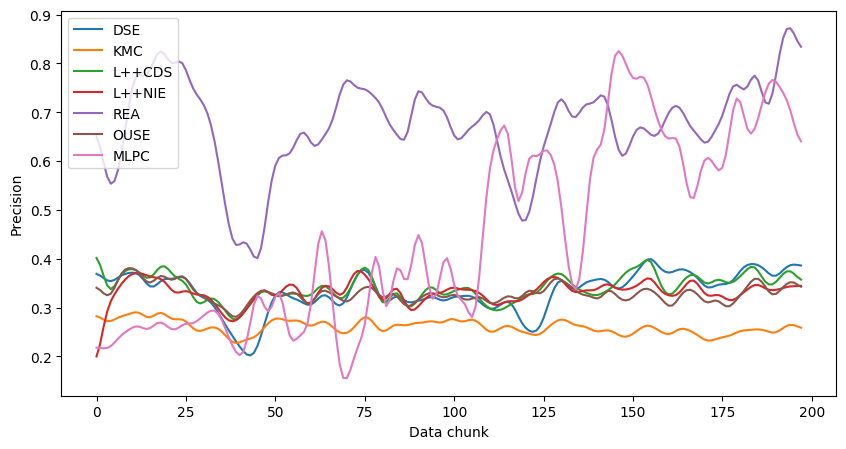 DSE
KMC
L++CDS
L++NIE
REA
OUSE
MLPC
Precision
0.9
0.8
0.7
0.6
0.5
0.4
0.3
0.2
0 25 50 75 100 125 150 175 200
Data chunk